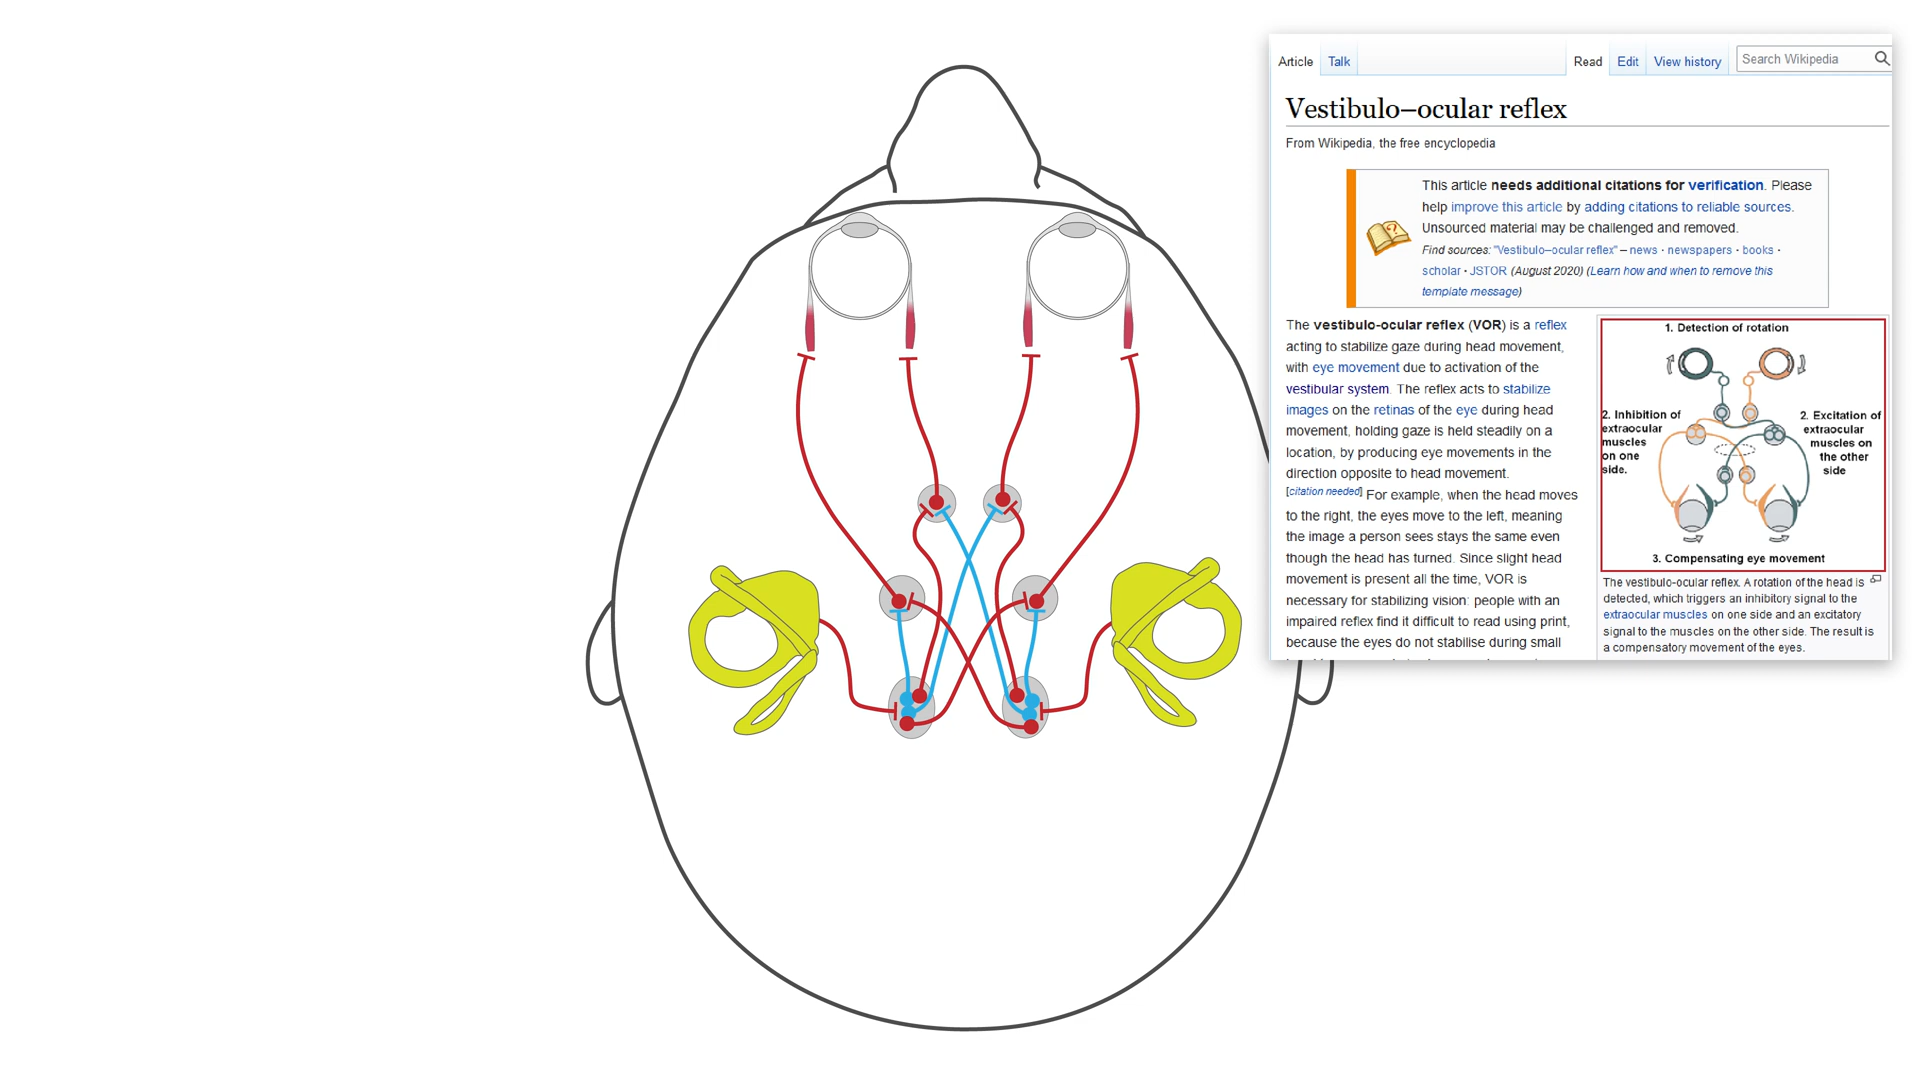 Article Talk Read Edit View history Search Wikipedia
Vestibulo–ocular reflex
From Wikipedia, the free encyclopedia
This article needs additional citations for verification. Please
help improve this article by adding citations to reliable sources.
Unsourced material may be challenged and removed.
Find sources: "Vestibulo–ocular reflex" – news · newspapers · books ·
scholar · JSTOR (August 2020) (Learn how and when to remove this
template message)
The vestibulo-ocular reflex (VOR) is a reflex
acting to stabilize gaze during head movement,
with eye movement due to activation of the
vestibular system. The reflex acts to stabilize
images on the retinas of the eye during head
movement, holding gaze is held steadily on a
location, by producing eye movements in the
direction opposite to head movement.
[citation needed] For example, when the head moves
to the right, the eyes move to the left, meaning
the image a person sees stays the same even
though the head has turned. Since slight head
movement is present all the time, VOR is
necessary for stabilizing vision: people with an
impaired reflex find it difficult to read using print,
because the eyes do not stabilise during small
1. Detection of rotation
2. Inhibition of
extraocular
muscles
on one
side.
2. Excitation of
extraocular
muscles on
the other
side
3. Compensating eye movement
The vestibulo-ocular reflex. A rotation of the head is
detected, which triggers an inhibitory signal to the
extraocular muscles on one side and an excitatory
signal to the muscles on the other side. The result is
a compensatory movement of the eyes.